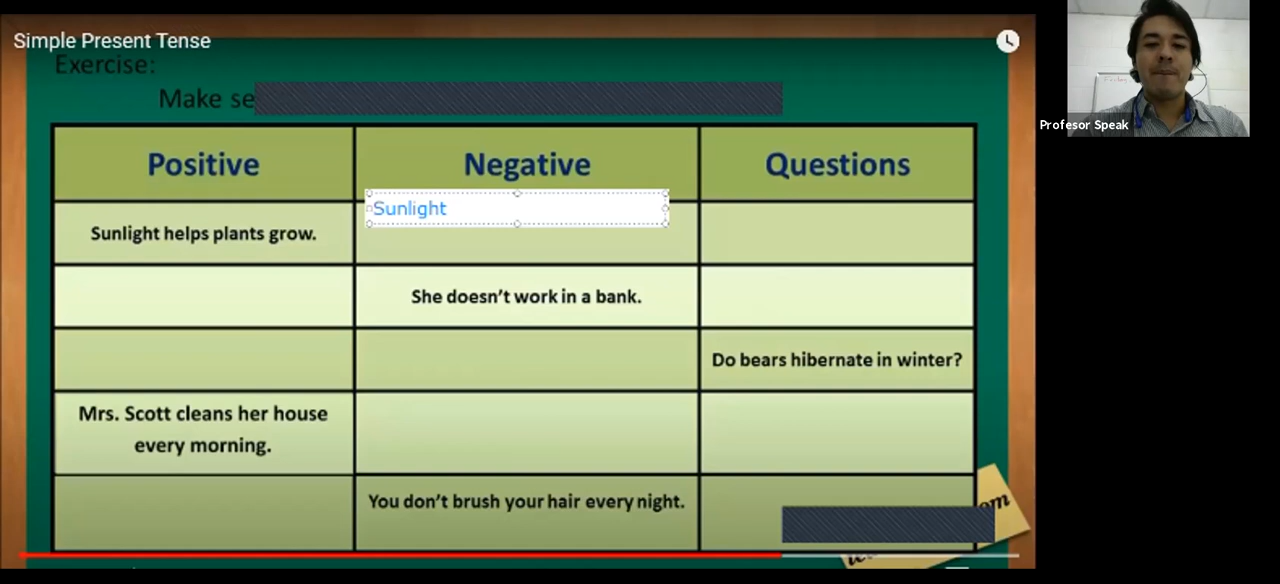 Simple Present Tense
Exercise:
Make se
Profesor Speak
Positive Negative Questions
Sunlight
Sunlight helps plants grow.
She doesn't work in a bank.
Do bears hibernate in winter?
Mrs. Scott cleans her house
every morning.
You don't brush your hair every night.
om